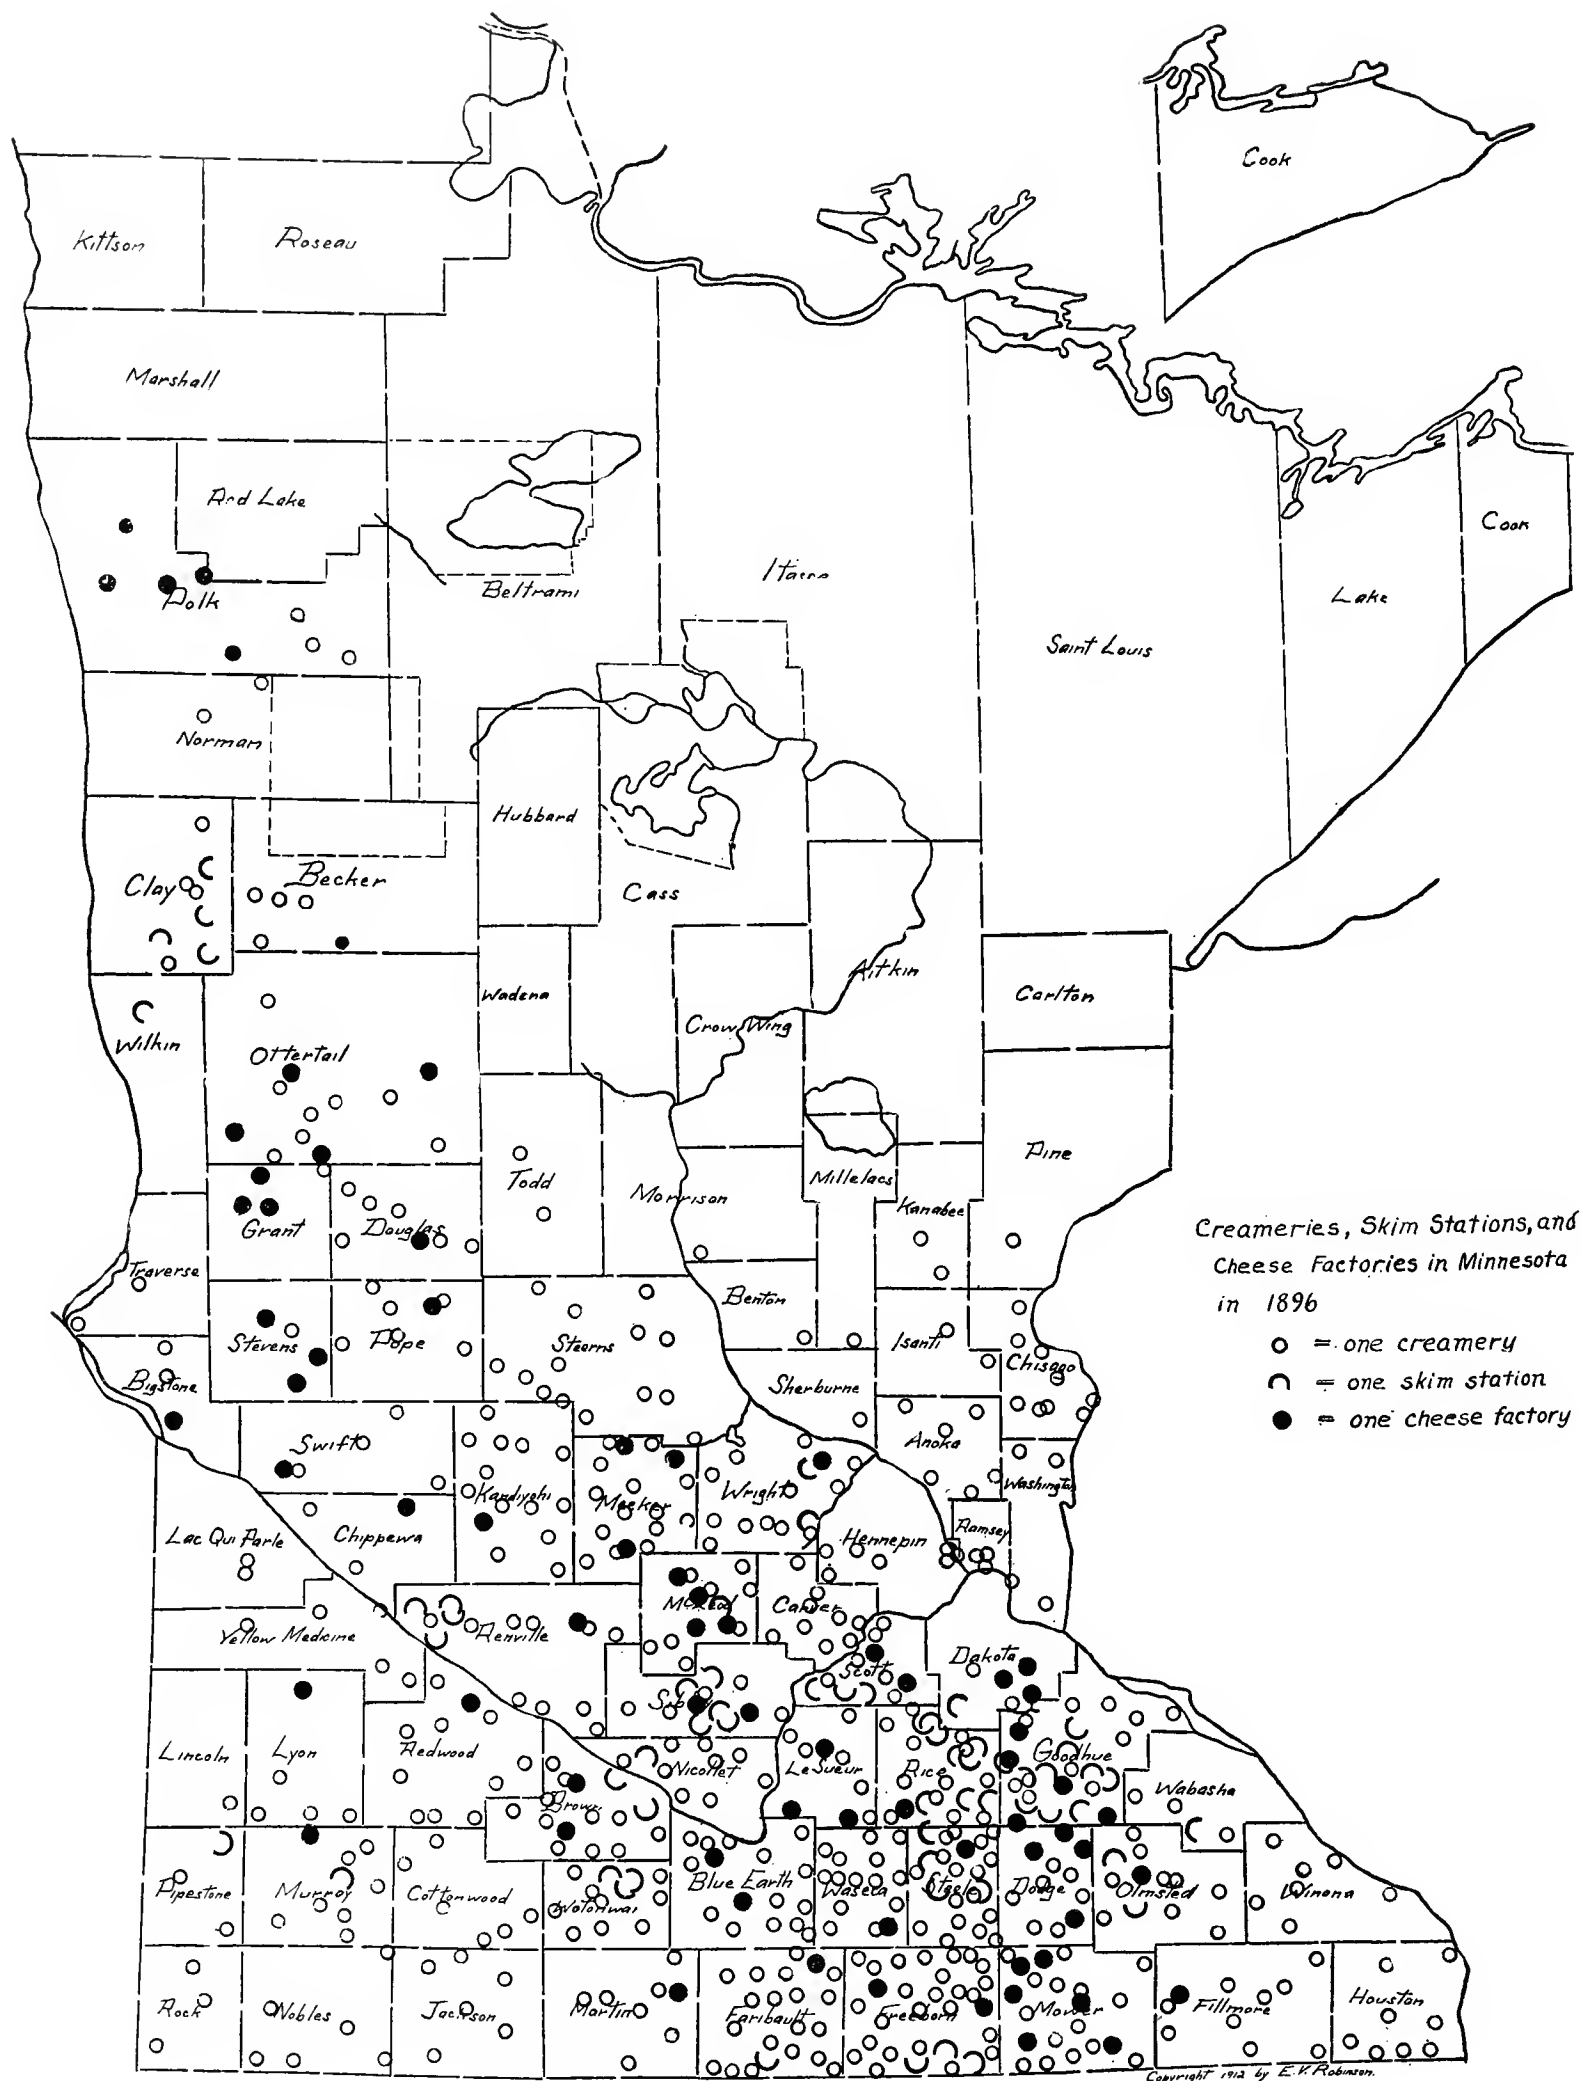 Cook
Kittson
Roseau
Marshall
Red Lake
Cook
Polk
Beltrami
Itasca
Lake
Saint Louis
Norman
Hubbard
Clay
Becker
Cass
Aitkin
Wadena
Carlton
Crow Wing
Wilkin
Ottertail
Pine
Todd
Morrison
Millelacs
Kanabec
Grant
Douglas
Creameries, Skim Stations, and
Cheese Factories in Minnesota
in 1896
= one creamery
= one skim station
= one cheese factory
Traverse
Benton
Stevens
Pope
Stearns
Isanti
Chisago
Bigstone
Sherburne
Swift
Anoka
Washington
Kandiyohi
Meeker
Wright
Lac Qui Parle
Chippewa
Hennepin
Ramsey
McLeod
Carver
Yellow Medicine
Renville
Dakota
Scott
Sibley
Lincoln
Lyon
Redwood
Nicollet
LeSueur
Rice
Goodhue
Wabasha
Brown
Pipestone
Murray
Cottonwood
Watonwan
Blue Earth
Waseca
Steele
Dodge
Olmsted
Winona
Rock
Nobles
Jackson
Martin
Faribault
Freeborn
Mower
Fillmore
Houston
Copyright 1912 by E.V. Robinson.